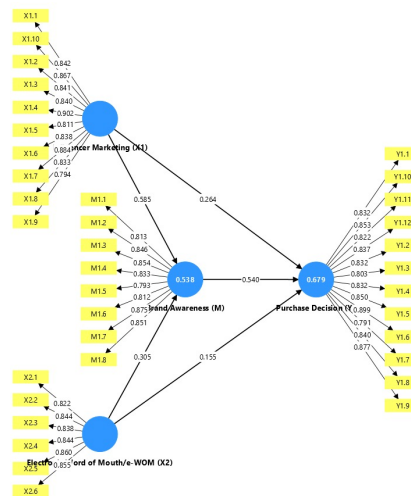 X1.1
X1.10
X1.2
X1.3
X1.4
X1.5
X1.6
X1.7
X1.8
X1.9
0.842
0.867
0.841
0.840
0.902
0.811
0.838
0.884
0.833
0.794
ncer Marketing (X1)
0.585
0.264
M1.1
M1.2
M1.3
M1.4
M1.5
M1.6
M1.7
M1.8
0.813
0.846
0.854
0.833
0.793
0.812
0.875
0.851
0.538
rand Awareness (M)
0.540
0.679
Purchase Decision (Y
Y1.1
Y1.10
Y1.11
Y1.12
Y1.2
Y1.3
Y1.4
Y1.5
Y1.6
Y1.7
Y1.8
Y1.9
0.832
0.853
0.822
0.837
0.832
0.803
0.832
0.850
0.899
0.791
0.840
0.877
0.305
0.155
X2.1
X2.2
X2.3
X2.4
X2.5
X2.6
0.822
0.844
0.838
0.844
0.860
0.855
Electro ord of Mouth/e-WOM (X2)